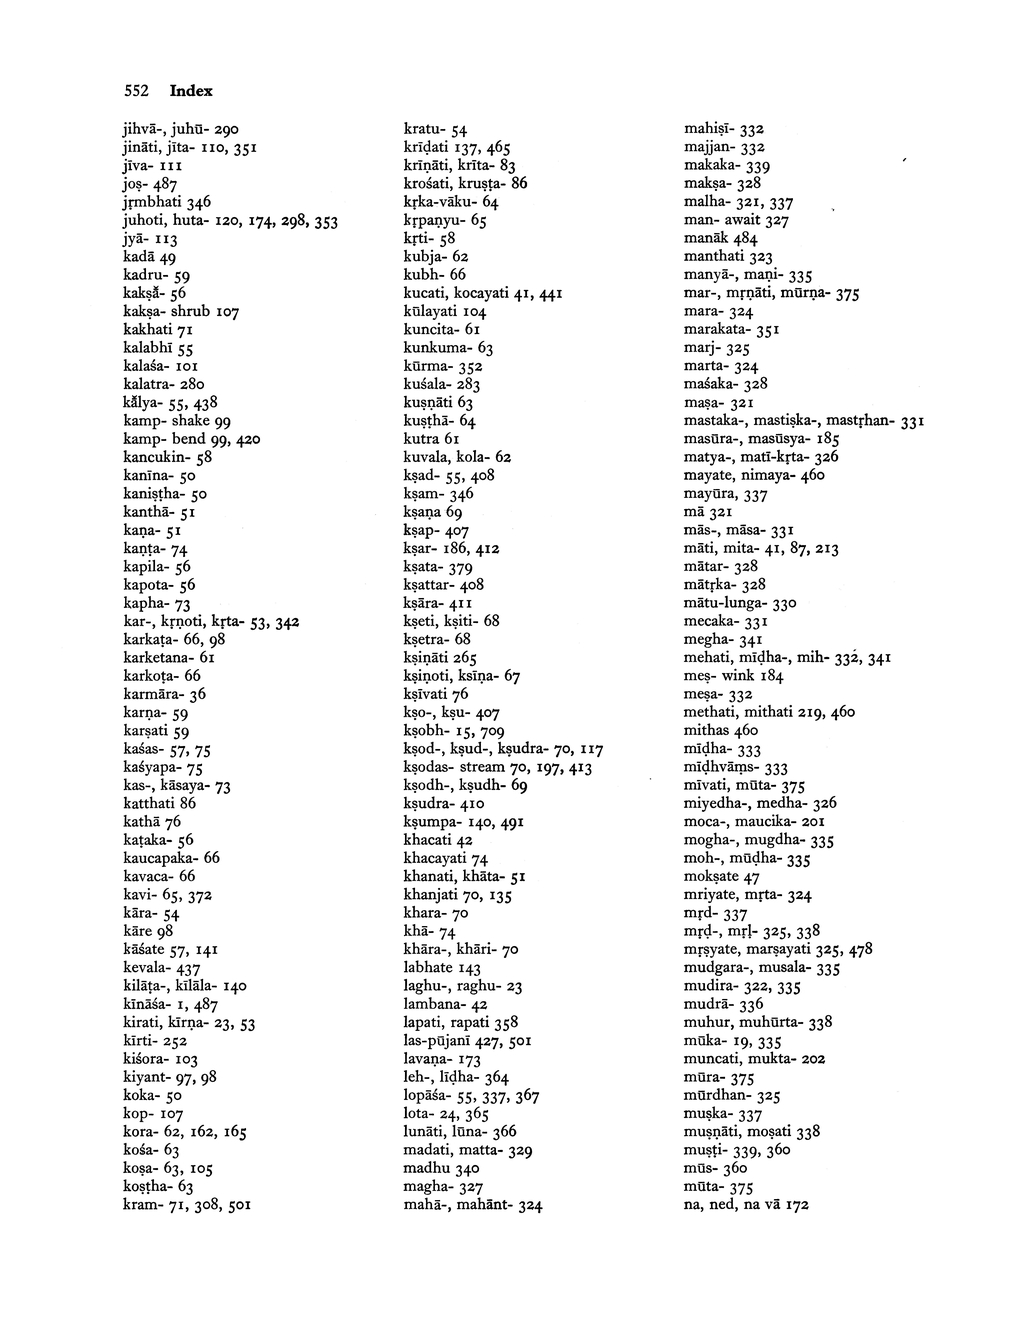 552 Index
jihvā-, juhū- 290
jināti, jīta- 110, 351
jīva- 111
joṣ- 487
jṛmbhati 346
juhoti, huta- 120, 174, 298, 353
jyā- 113
kadā 49
kadru- 59
kakṣā̆- 56
kakṣa- shrub 107
kakhati 71
kalabhī 55
kalaśa- 101
kalatra- 280
kā̆lya- 55, 438
kamp- shake 99
kamp- bend 99, 420
kancukin- 58
kanīna- 50
kaniṣṭha- 50
kanthā- 51
kaṇa- 51
kaṇṭa- 74
kapila- 56
kapota- 56
kapha- 73
kar-, kṛṇoti, kṛta- 53, 342
karkaṭa- 66, 98
karketana- 61
karkoṭa- 66
karmāra- 36
karṇa- 59
karṣati 59
kaśas- 57, 75
kaśyapa- 75
kas-, kāsaya- 73
katthati 86
kathā 76
kaṭaka- 56
kaucapaka- 66
kavaca- 66
kavi- 65, 372
kāra- 54
kāre 98
kāśate 57, 141
kevala- 437
kilāṭa-, kīlāla- 140
kīnāśa- 1, 487
kirati, kīrṇa- 23, 53
kīrti- 252
kiśora- 103
kiyant- 97, 98
koka- 50
kop- 107
kora- 62, 162, 165
kośa- 63
koṣa- 63, 105
koṣṭha- 63
kram- 71, 308, 501
kratu- 54
krīḍati 137, 465
krīṇāti, krīta- 83
krośati, kruṣṭa- 86
kṛka-vāku- 64
kṛpaṇyu- 65
kṛti- 58
kubja- 62
kubh- 66
kucati, kocayati 41, 441
kūlayati 104
kuncita- 61
kunkuma- 63
kūrma- 352
kuśala- 283
kuṣṇāti 63
kuṣṭhā- 64
kutra 61
kuvala, kola- 62
kṣad- 55, 408
kṣam- 346
kṣaṇa 69
kṣap- 407
kṣar- 186, 412
kṣata- 379
kṣattar- 408
kṣāra- 411
kṣeti, kṣiti- 68
kṣetra- 68
kṣiṇāti 265
kṣiṇoti, ksīṇa- 67
kṣīvati 76
kṣo-, kṣu- 407
kṣobh- 15, 709
kṣod-, kṣud-, kṣudra- 70, 117
kṣodas- stream 70, 197, 413
kṣodh-, kṣudh- 69
kṣudra- 410
kṣumpa- 140, 491
khacati 42
khacayati 74
khanati, khāta- 51
khanjati 70, 135
khara- 70
khā- 74
khāra-, khāri- 70
labhate 143
laghu-, raghu- 23
lambana- 42
lapati, rapati 358
las-pūjanī 427, 501
lavaṇa- 173
leh-, līḍha- 364
lopāśa- 55, 337, 367
lota- 24, 365
lunāti, lūna- 366
madati, matta- 329
madhu 340
magha- 327
mahā-, mahānt- 324
mahiṣī- 332
majjan- 332
makaka- 339
makṣa- 328
malha- 321, 337
man- await 327
manāk 484
manthati 323
manyā-, maṇi- 335
mar-, mṛṇāti, mūrṇa- 375
mara- 324
marakata- 351
marj- 325
marta- 324
maśaka- 328
maṣa- 321
mastaka-, mastiṣka-, mastṛhan- 331
masūra-, masūsya- 185
matya-, matī-kṛta- 326
mayate, nimaya- 460
mayūra, 337
mā 321
mās-, māsa- 331
māti, mita- 41, 87, 213
mātar- 328
mātṛka- 328
mātu-lunga- 330
mecaka- 331
megha- 341
mehati, mīḍha-, mih- 332, 341
meṣ- wink 184
meṣa- 332
methati, mithati 219, 460
mithas 460
mīḍha- 333
mīḍhvāṃs- 333
mīvati, mūta- 375
miyedha-, medha- 326
moca-, maucika- 201
mogha-, mugdha- 335
moh-, mūḍha- 335
mokṣate 47
mriyate, mṛta- 324
mṛd- 337
mṛḍ-, mṛḷ- 325, 338
mṛṣyate, marṣayati 325, 478
mudgara-, musala- 335
mudira- 322, 335
mudrā- 336
muhur, muhūrta- 338
mūka- 19, 335
muncati, mukta- 202
mūra- 375
mūrdhan- 325
muṣka- 337
muṣṇāti, moṣati 338
muṣṭi- 339, 360
mūs- 360
mūta- 375
na, ned, na vā 172